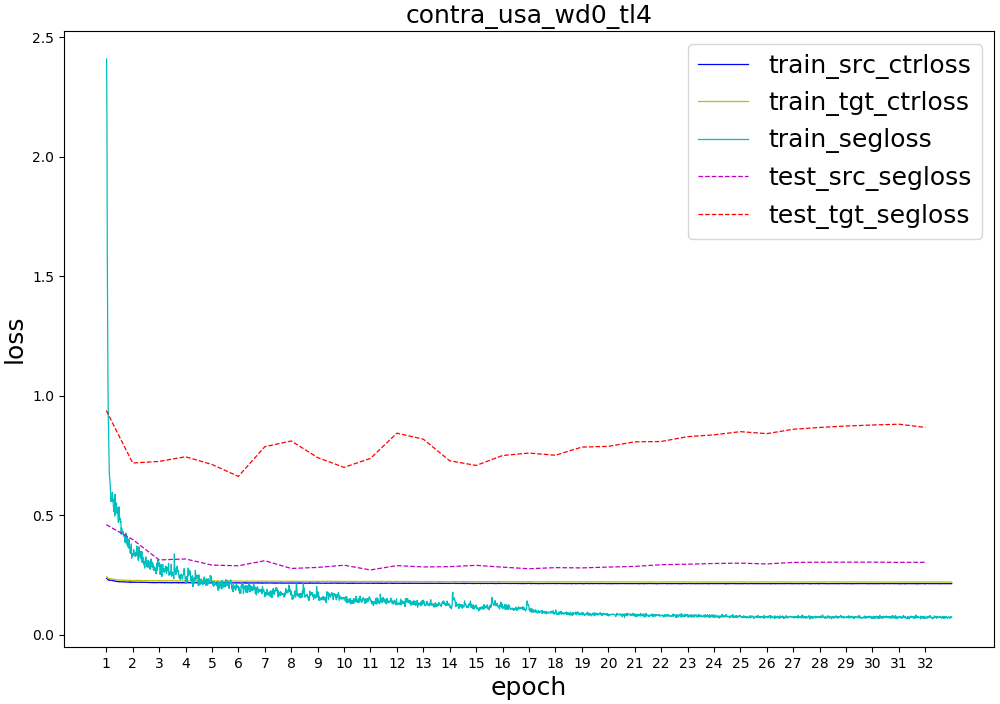 contra_usa_wd0_tl4
2.5
2.0
1.5
1.0
0.5
0.0
loss
train_src_ctrloss
train_tgt_ctrloss
train_segloss
test_src_segloss
test_tgt_segloss
1 2 3 4 5 6 7 8 9 10 11 12 13 14 15 16 17 18 19 20 21 22 23 24 25 26 27 28 29 30 31 32
epoch